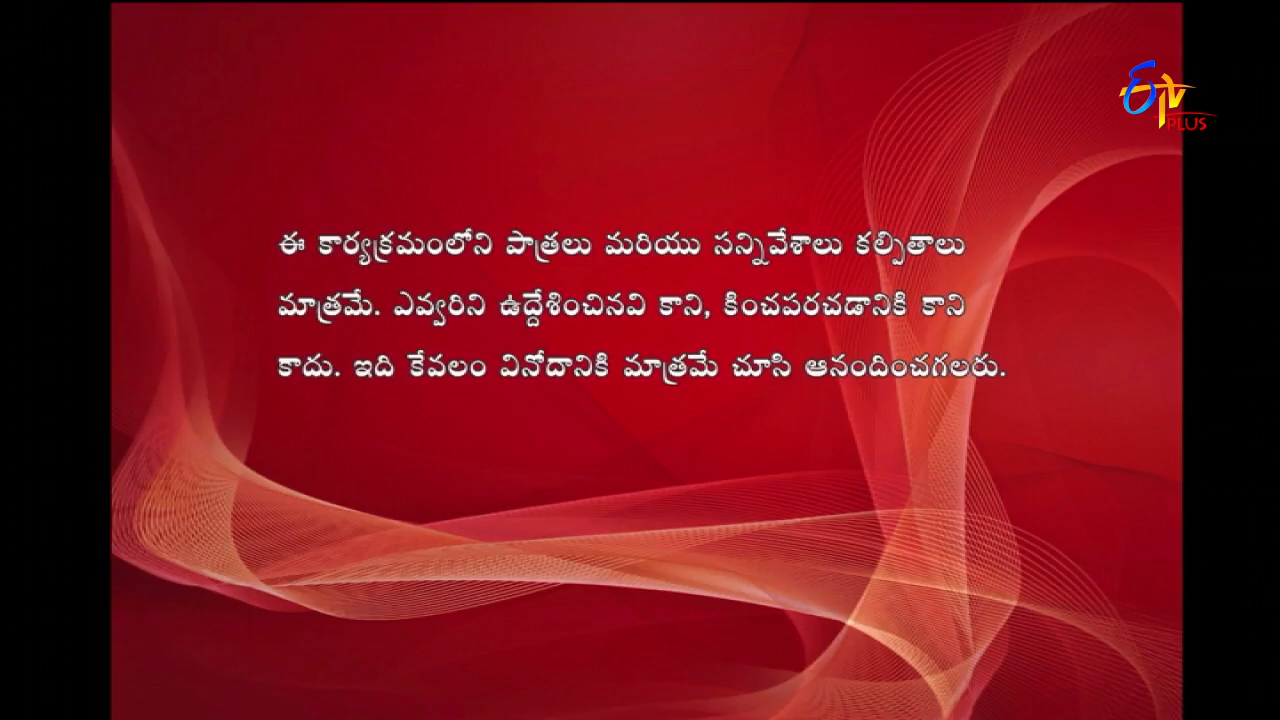 ETV
PLUS
ఈ కార్యక్రమంలోని పాత్రలు మరియు సన్నివేశాలు కల్పితాలు
మాత్రమే. ఎవ్వరిని ఉద్దేశించినవి కాని, కించపరచడానికి కాని
కాదు. ఇది కేవలం వినోదానికి మాత్రమే చూసి ఆనందించగలరు.